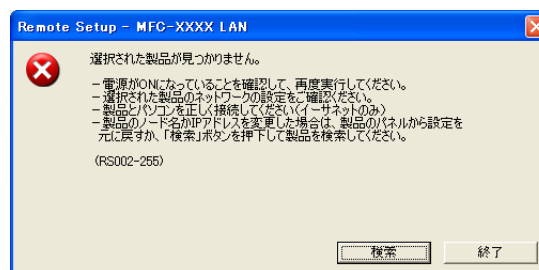 Remote Setup - MFC-XXXX LAN
選択された製品が見つかりません。
- 電源がONになっていることを確認して、再度実行してください。
- 選択された製品のネットワークの設定をご確認ください。
- 製品とパソコンを正しく接続してください(イーサネットのみ)
- 製品のノード名かIPアドレスを変更した場合は、製品のパネルから設定を
元に戻すか、「検索」ボタンを押下して製品を検索してください。
(RS002-255)
検索
終了